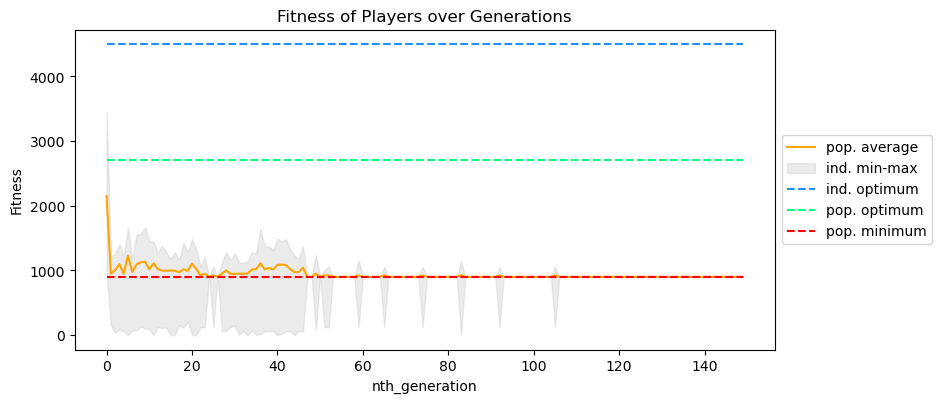 Fitness of Players over Generations
Fitness
4000
3000
2000
1000
0
0 20 40 60 80 100 120 140
nth_generation
pop. average
ind. min-max
ind. optimum
pop. optimum
pop. minimum